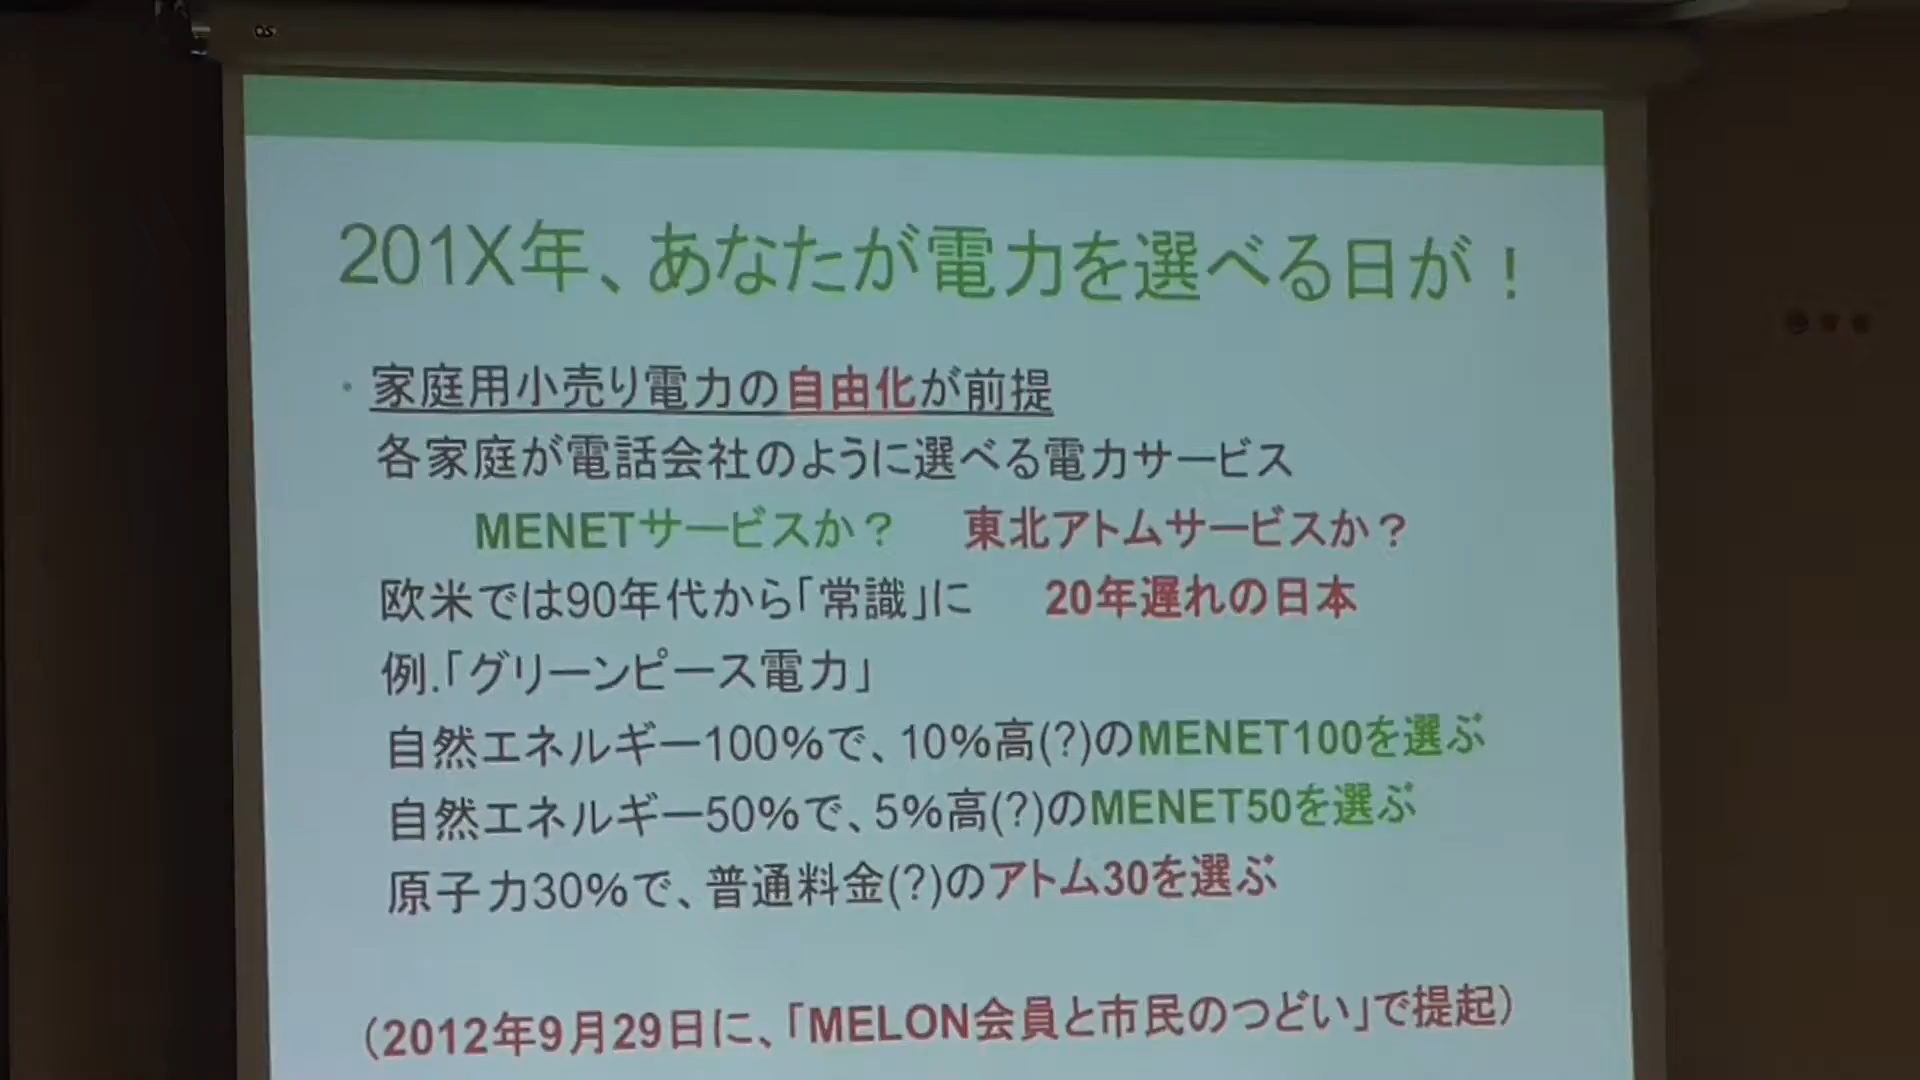 OS
201X年、あなたが電力を選べる日が！
・家庭用小売り電力の自由化が前提
各家庭が電話会社のように選べる電力サービス
MENETサービスか？　東北アトムサービスか？
欧米では90年代から「常識」に　20年遅れの日本
例.「グリーンピース電力」
自然エネルギー100%で、10%高(?)のMENET100を選ぶ
自然エネルギー50%で、5%高(?)のMENET50を選ぶ
原子力30%で、普通料金(?)のアトム30を選ぶ
（2012年9月29日に、「MELON会員と市民のつどい」で提起）